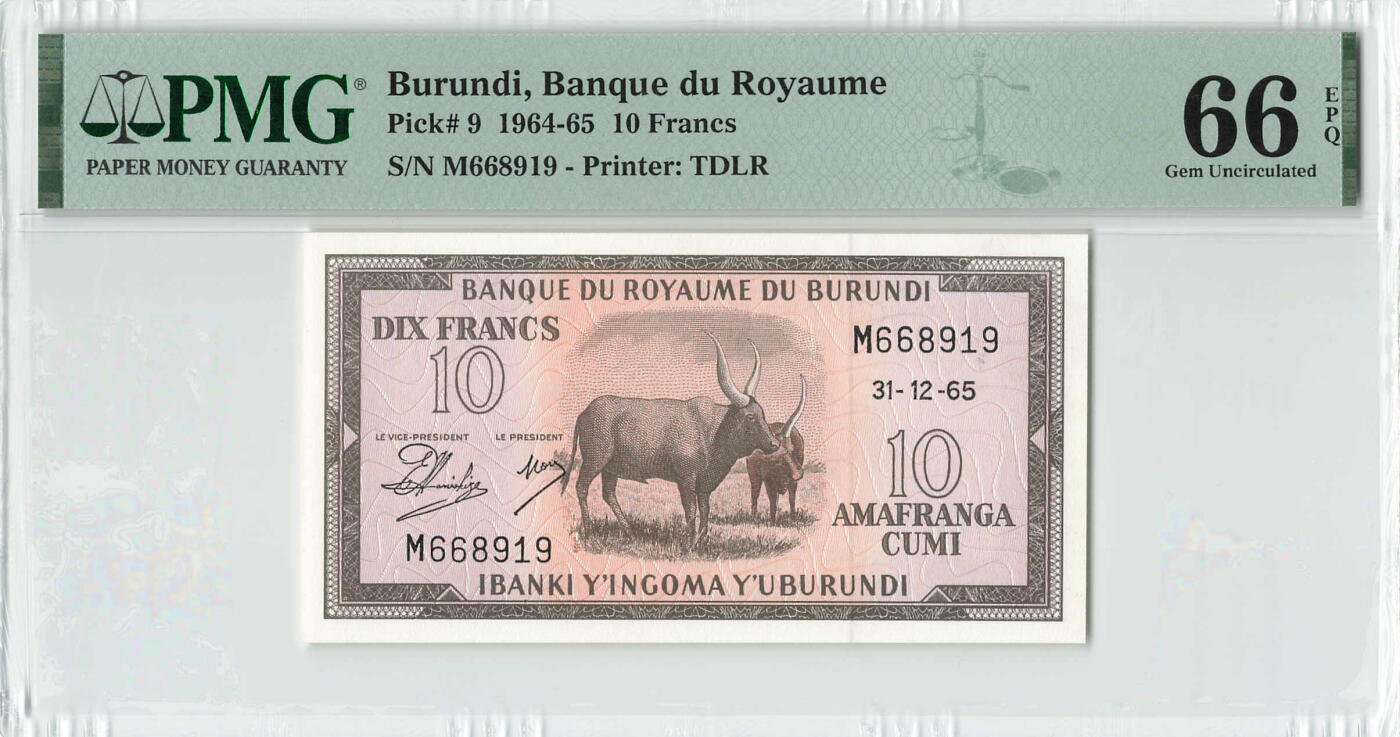 PMG®
PAPER MONEY GUARANTY
Burundi, Banque du Royaume
Pick# 9 1964-65 10 Francs
S/N M668919 - Printer: TDLR
66
EPQ
Gem Uncirculated
BANQUE DU ROYAUME DU BURUNDI
DIX FRANCS
10
M668919
31-12-65
LE VICE-PRESIDENT LE PRESIDENT
10
AMAFRANGA
CUMI
M668919
IBANKI Y'INGOMA Y'UBURUNDI